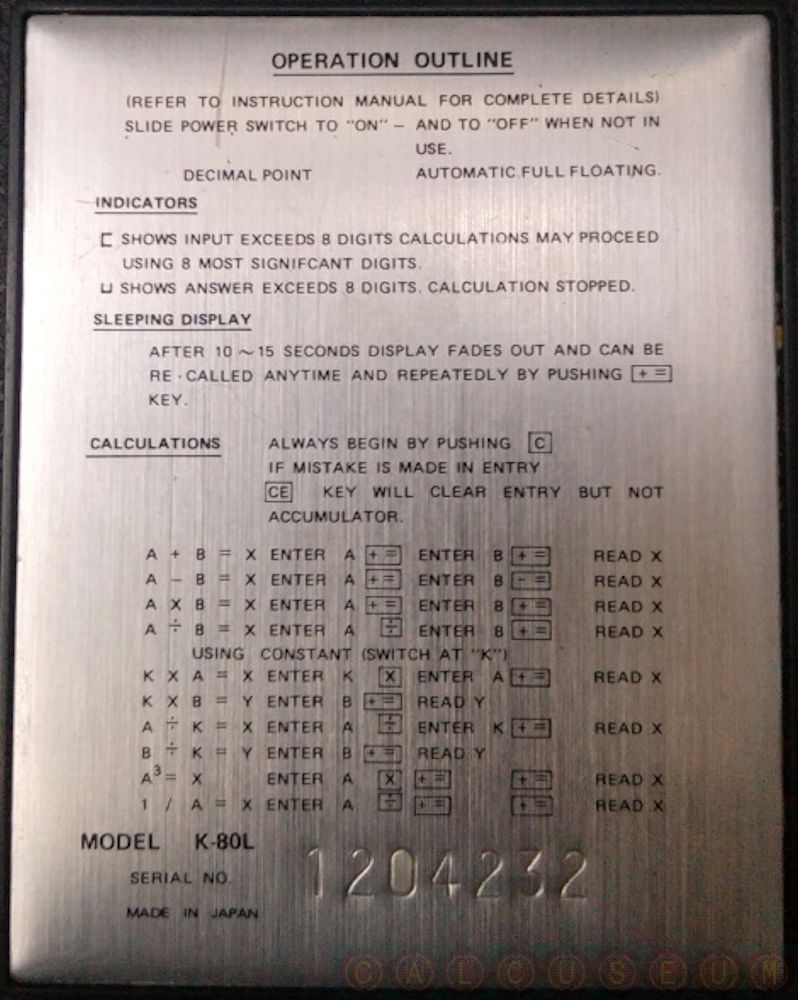 OPERATION OUTLINE
(REFER TO INSTRUCTION MANUAL FOR COMPLETE DETAILS)
SLIDE POWER SWITCH TO "ON" – AND TO "OFF" WHEN NOT IN
USE.
DECIMAL POINT AUTOMATIC FULL FLOATING.
INDICATORS
⊏ SHOWS INPUT EXCEEDS 8 DIGITS CALCULATIONS MAY PROCEED
USING 8 MOST SIGNIFCANT DIGITS.
⊔ SHOWS ANSWER EXCEEDS 8 DIGITS. CALCULATION STOPPED.
SLEEPING DISPLAY
AFTER 10 ~ 15 SECONDS DISPLAY FADES OUT AND CAN BE
RE-CALLED ANYTIME AND REPEATEDLY BY PUSHING [+ =]
KEY.
CALCULATIONS ALWAYS BEGIN BY PUSHING [C]
IF MISTAKE IS MADE IN ENTRY
[CE] KEY WILL CLEAR ENTRY BUT NOT
ACCUMULATOR.
A + B = X ENTER A [+ =] ENTER B [+ =] READ X
A – B = X ENTER A [+ =] ENTER B [– =] READ X
A X B = X ENTER A [+ =] ENTER B [+ =] READ X
A ÷ B = X ENTER A [÷] ENTER B [+ =] READ X
USING CONSTANT (SWITCH AT "K")
K X A = X ENTER K [X] ENTER A [+ =] READ X
K X B = Y ENTER B [+ =] READ Y
A ÷ K = X ENTER A [÷] ENTER K [+ =] READ X
B ÷ K = Y ENTER B [+ =] READ Y
A³ = X ENTER A [X] [+ =] [+ =] READ X
1 / A = X ENTER A [÷] [+ =] [+ =] READ X
MODEL K-80L
SERIAL NO. 1204232
MADE IN JAPAN
CALCUSEUM